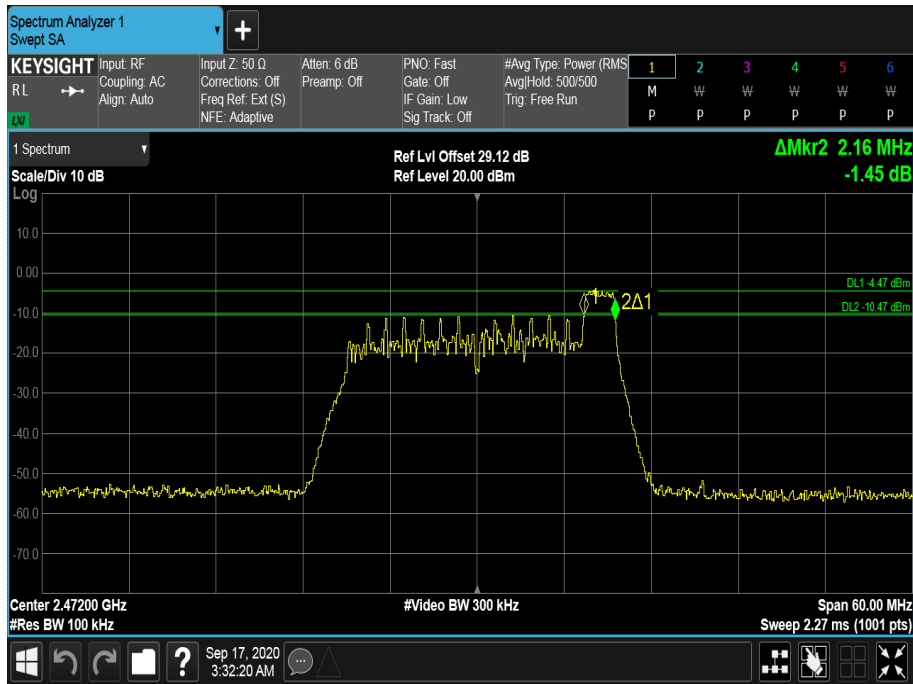 Spectrum Analyzer 1
Swept SA
+
KEYSIGHT
RL
LXI
Input: RF
Coupling: AC
Align: Auto
Input Z: 50 Ω
Corrections: Off
Freq Ref: Ext (S)
NFE: Adaptive
Atten: 6 dB
Preamp: Off
PNO: Fast
Gate: Off
IF Gain: Low
Sig Track: Off
#Avg Type: Power (RMS
Avg|Hold: 500/500
Trig: Free Run
1 2 3 4 5 6
M W W W W W
P P P P P P
1 Spectrum
Scale/Div 10 dB
Log
Ref Lvl Offset 29.12 dB
Ref Level 20.00 dBm
ΔMkr2 2.16 MHz
-1.45 dB
10.0
0.00
DL1 -4.47 dBm
1
2Δ1
DL2 -10.47 dBm
-10.0
-20.0
-30.0
-40.0
-50.0
-60.0
-70.0
Center 2.47200 GHz
#Video BW 300 kHz
Span 60.00 MHz
#Res BW 100 kHz
Sweep 2.27 ms (1001 pts)
?
Sep 17, 2020
3:32:20 AM